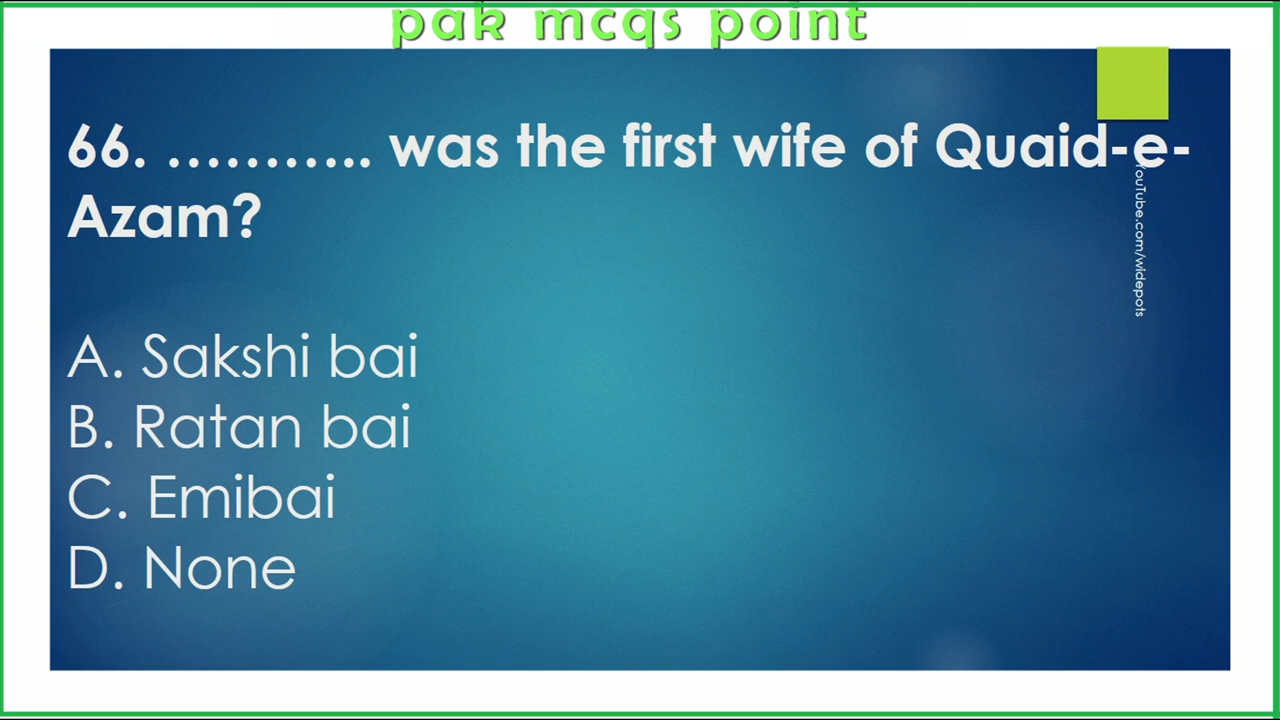 pak mcqs point
66. ……….. was the first wife of Quaid-e-
Azam?
YouTube.com/widepots
A. Sakshi bai
B. Ratan bai
C. Emibai
D. None